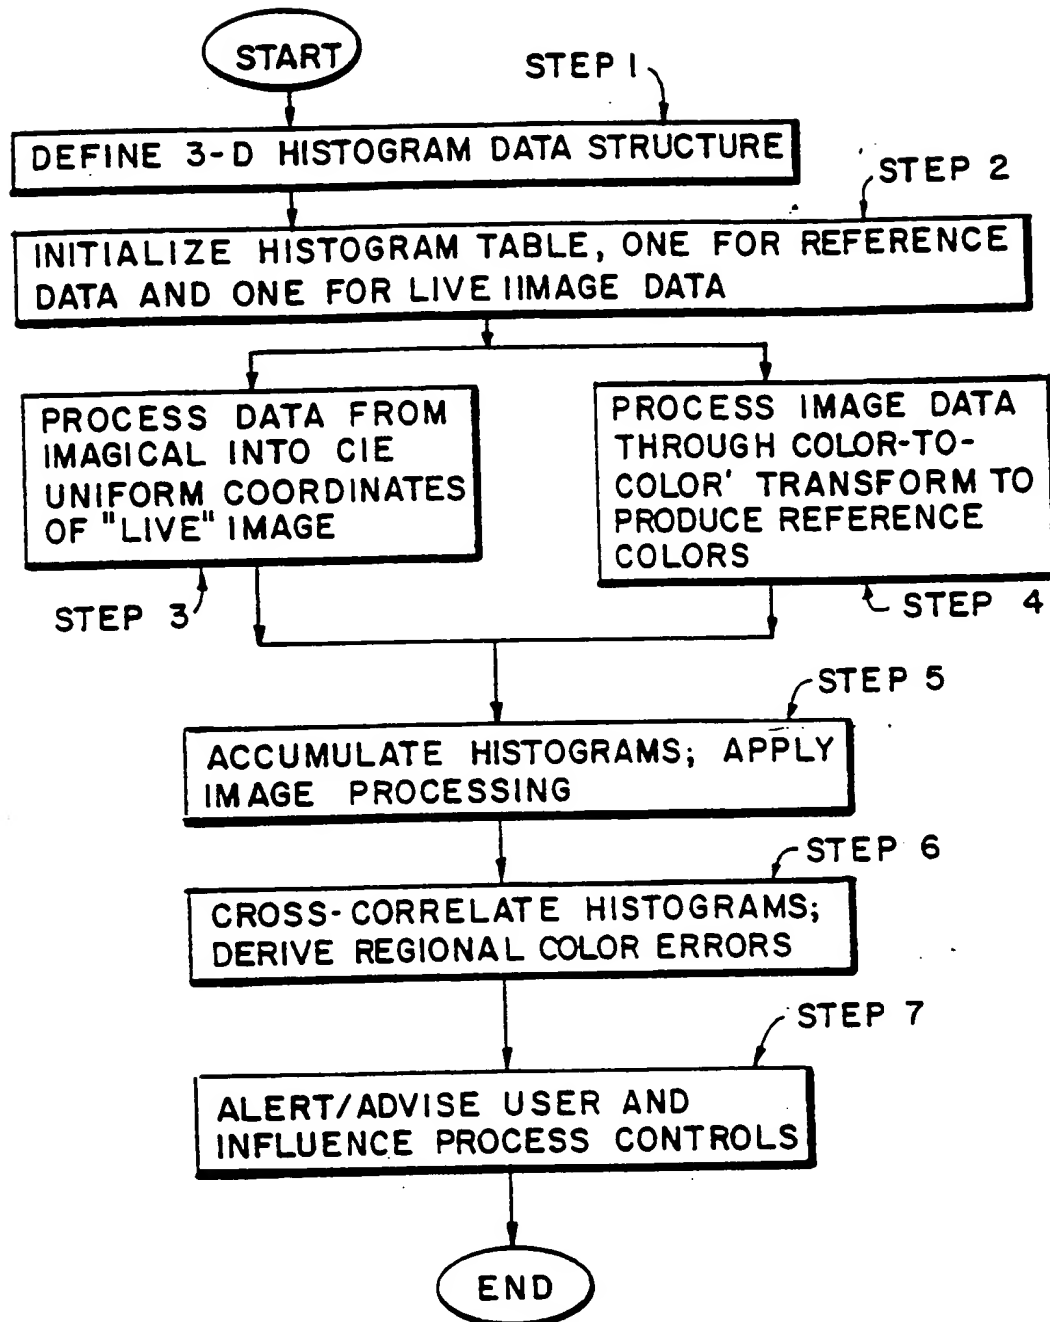 START
STEP 1
DEFINE 3-D HISTOGRAM DATA STRUCTURE
STEP 2
INITIALIZE HISTOGRAM TABLE, ONE FOR REFERENCE
DATA AND ONE FOR LIVE IIMAGE DATA
PROCESS DATA FROM
IMAGICAL INTO CIE
UNIFORM COORDINATES
OF "LIVE" IMAGE
STEP 3
PROCESS IMAGE DATA
THROUGH COLOR-TO-
COLOR' TRANSFORM TO
PRODUCE REFERENCE
COLORS
STEP 4
STEP 5
ACCUMULATE HISTOGRAMS; APPLY
IMAGE PROCESSING
STEP 6
CROSS-CORRELATE HISTOGRAMS;
DERIVE REGIONAL COLOR ERRORS
STEP 7
ALERT/ADVISE USER AND
INFLUENCE PROCESS CONTROLS
END